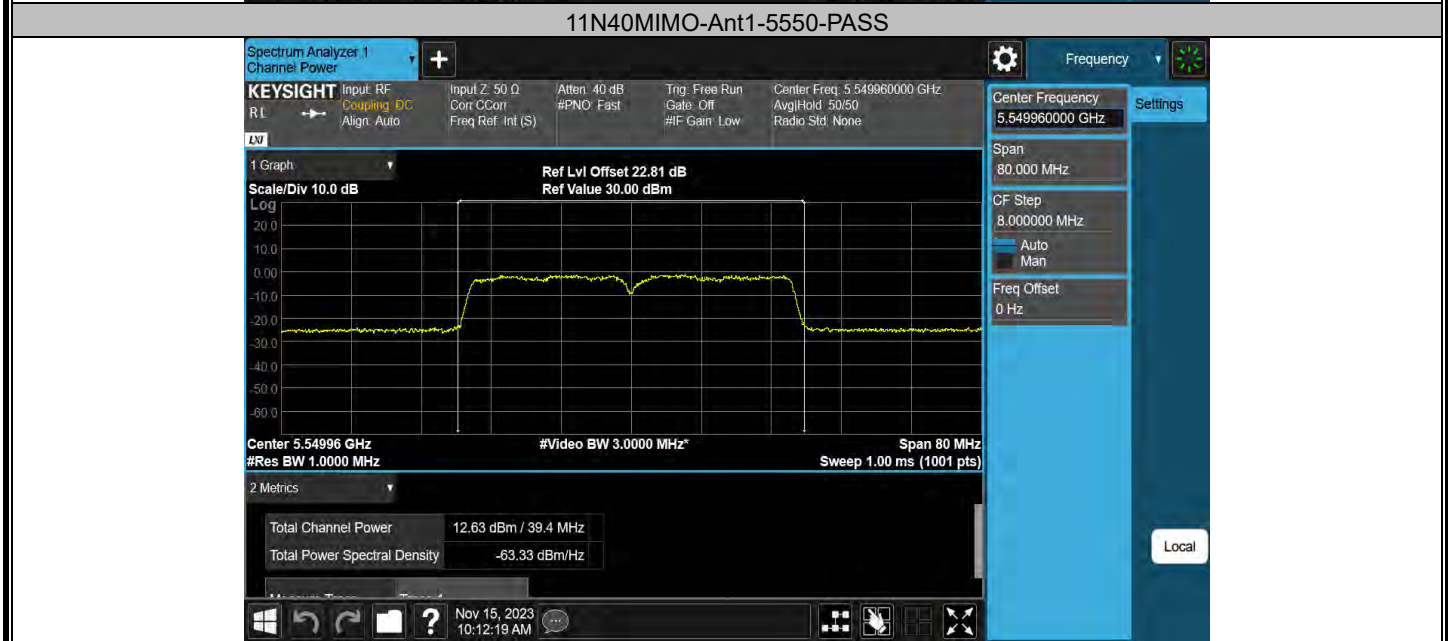 11N40MIMO-Ant1-5550-PASS
Spectrum Analyzer 1
Channel Power
+
Frequency
KEYSIGHT
RL
LXI
Input: RF
Coupling: DC
Align: Auto
Input Z: 50 Ω
Corr CCorr
Freq Ref: Int (S)
Atten: 40 dB
#PNO: Fast
Trig: Free Run
Gate: Off
#IF Gain: Low
Center Freq: 5.549960000 GHz
Avg|Hold: 50/50
Radio Std: None
Center Frequency
5.549960000 GHz
Settings
Span
80.000 MHz
CF Step
8.000000 MHz
Auto
Man
Freq Offset
0 Hz
1 Graph
Scale/Div 10.0 dB
Ref Lvl Offset 22.81 dB
Ref Value 30.00 dBm
Log
20.0
10.0
0.00
-10.0
-20.0
-30.0
-40.0
-50.0
-60.0
Center 5.54996 GHz
#Video BW 3.0000 MHz*
Span 80 MHz
#Res BW 1.0000 MHz
Sweep 1.00 ms (1001 pts)
2 Metrics
Total Channel Power 12.63 dBm / 39.4 MHz
Total Power Spectral Density -63.33 dBm/Hz
Local
?
Nov 15, 2023
10:12:19 AM